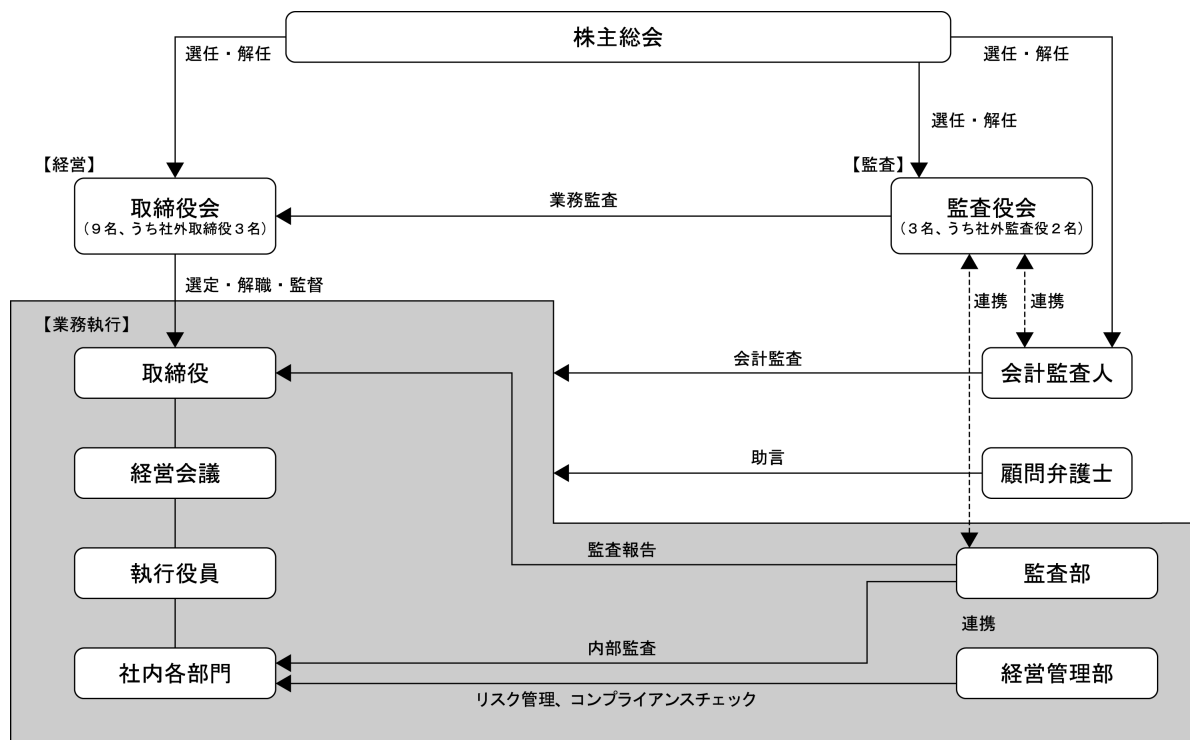 株主総会
選任・解任
選任・解任
選任・解任
【経営】
【監査】
取締役会
(9名、うち社外取締役3名)
業務監査
監査役会
(3名、うち社外監査役2名)
選定・解職・監督
連携
連携
【業務執行】
取締役
会計監査
会計監査人
経営会議
助言
顧問弁護士
監査報告
執行役員
監査部
連携
内部監査
社内各部門
経営管理部
リスク管理、コンプライアンスチェック